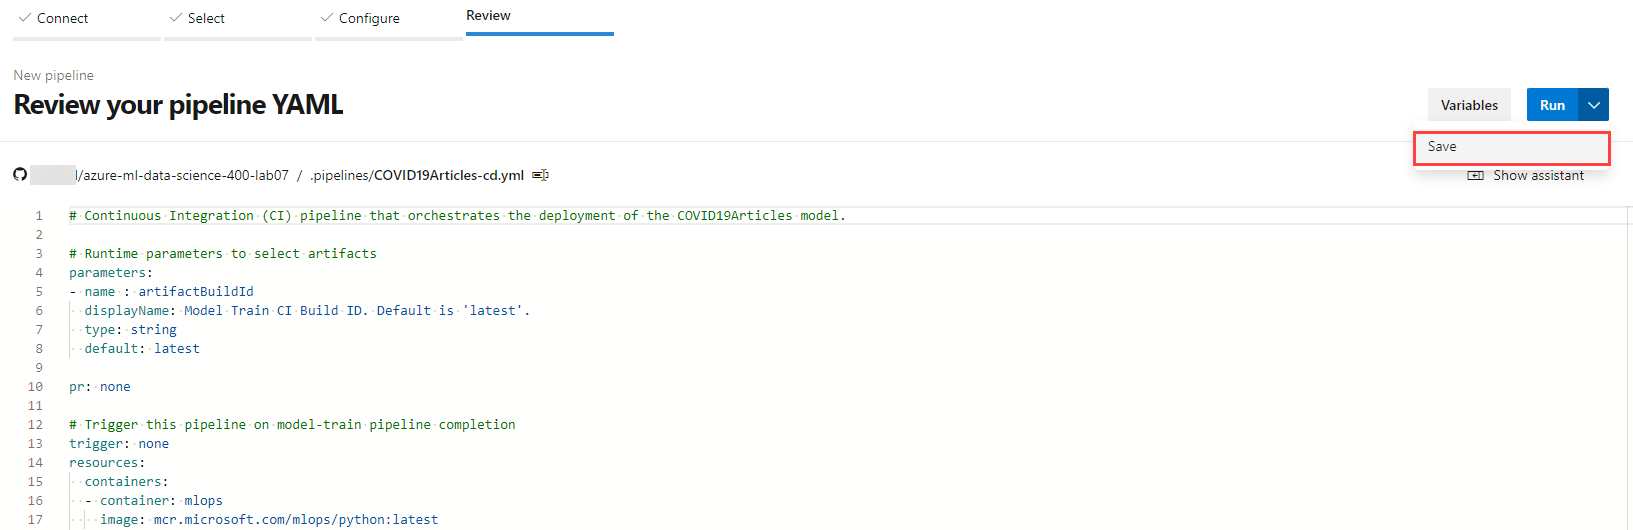 Connect Select Configure Review
New pipeline
Review your pipeline YAML
Variables Run
Save
/azure-ml-data-science-400-lab07 / .pipelines/COVID19Articles-cd.yml
Show assistant
1 # Continuous Integration (CI) pipeline that orchestrates the deployment of the COVID19Articles model.
2
3 # Runtime parameters to select artifacts
4 parameters:
5 - name : artifactBuildId
6   displayName: Model Train CI Build ID. Default is 'latest'.
7   type: string
8   default: latest
9
10 pr: none
11
12 # Trigger this pipeline on model-train pipeline completion
13 trigger: none
14 resources:
15   containers:
16   - container: mlops
17     image: mcr.microsoft.com/mlops/python:latest